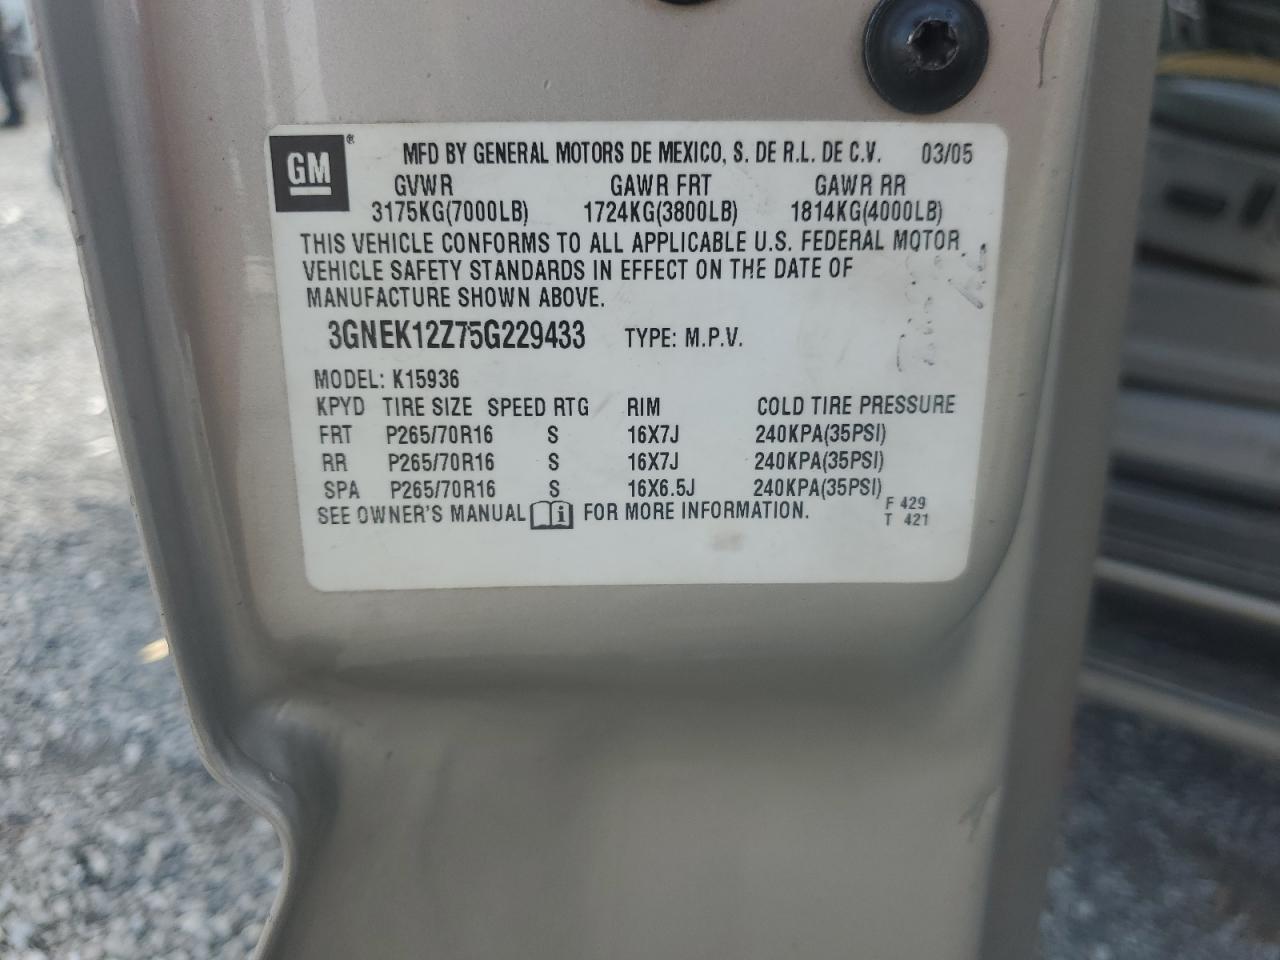 GM® MFD BY GENERAL MOTORS DE MEXICO, S. DE R.L. DE C.V. 03/05
GVWR GAWR FRT GAWR RR
3175KG(7000LB) 1724KG(3800LB) 1814KG(4000LB)
THIS VEHICLE CONFORMS TO ALL APPLICABLE U.S. FEDERAL MOTOR
VEHICLE SAFETY STANDARDS IN EFFECT ON THE DATE OF
MANUFACTURE SHOWN ABOVE.
3GNEK12Z75G229433 TYPE: M.P.V.
MODEL: K15936
KPYD TIRE SIZE SPEED RTG RIM COLD TIRE PRESSURE
FRT P265/70R16 S 16X7J 240KPA(35PSI)
RR P265/70R16 S 16X7J 240KPA(35PSI)
SPA P265/70R16 S 16X6.5J 240KPA(35PSI)
SEE OWNER'S MANUAL i FOR MORE INFORMATION. F 429
T 421